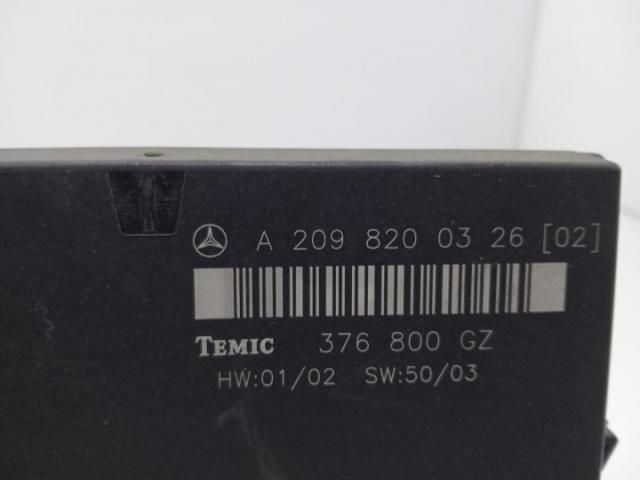 A 209 820 03 26 [02]
TEMIC 376 800 GZ
HW:01/02 SW:50/03